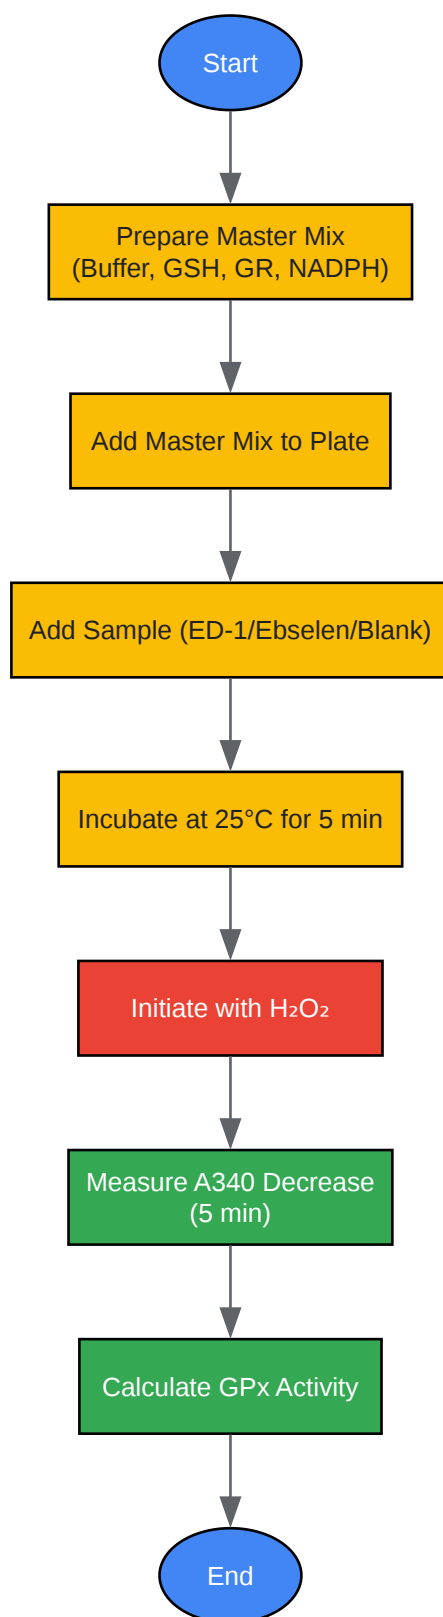 Start
Prepare Master Mix
(Buffer, GSH, GR, NADPH)
Add Master Mix to Plate
Add Sample (ED-1/Ebselen/Blank)
Incubate at 25°C for 5 min
Initiate with H₂O₂
Measure A340 Decrease
(5 min)
Calculate GPx Activity
End